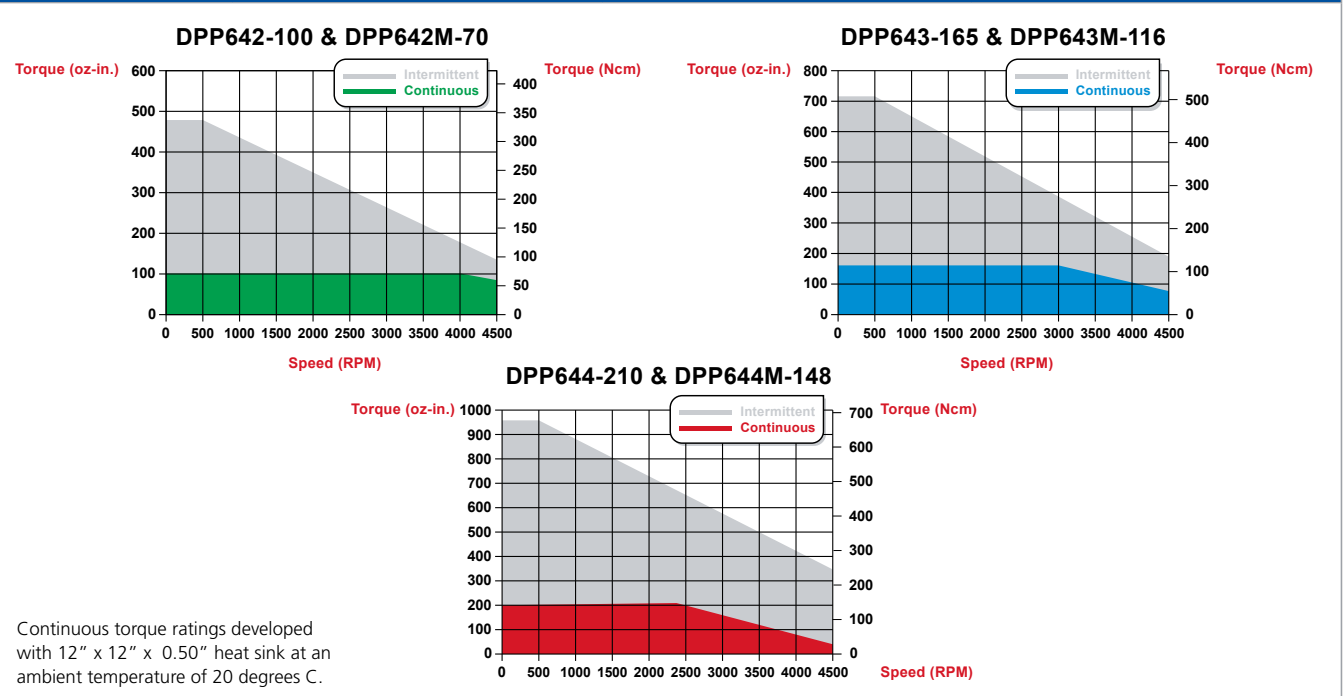 DPP642-100 & DPP642M-70
Torque (oz-in.)
Torque (Ncm)
Intermittent
Continuous
600
500
400
300
200
100
0
400
350
300
250
200
150
100
50
0
0 500 1000 1500 2000 2500 3000 3500 4000 4500
Speed (RPM)
DPP643-165 & DPP643M-116
Torque (oz-in.)
Torque (Ncm)
Intermittent
Continuous
800
700
600
500
400
300
200
100
0
500
400
300
200
100
0
0 500 1000 1500 2000 2500 3000 3500 4000 4500
Speed (RPM)
DPP644-210 & DPP644M-148
Torque (oz-in.)
Torque (Ncm)
Intermittent
Continuous
1000
900
800
700
600
500
400
300
200
100
0
700
600
500
400
300
200
100
0
0 500 1000 1500 2000 2500 3000 3500 4000 4500
Speed (RPM)
Continuous torque ratings developed
with 12” x 12” x 0.50” heat sink at an
ambient temperature of 20 degrees C.